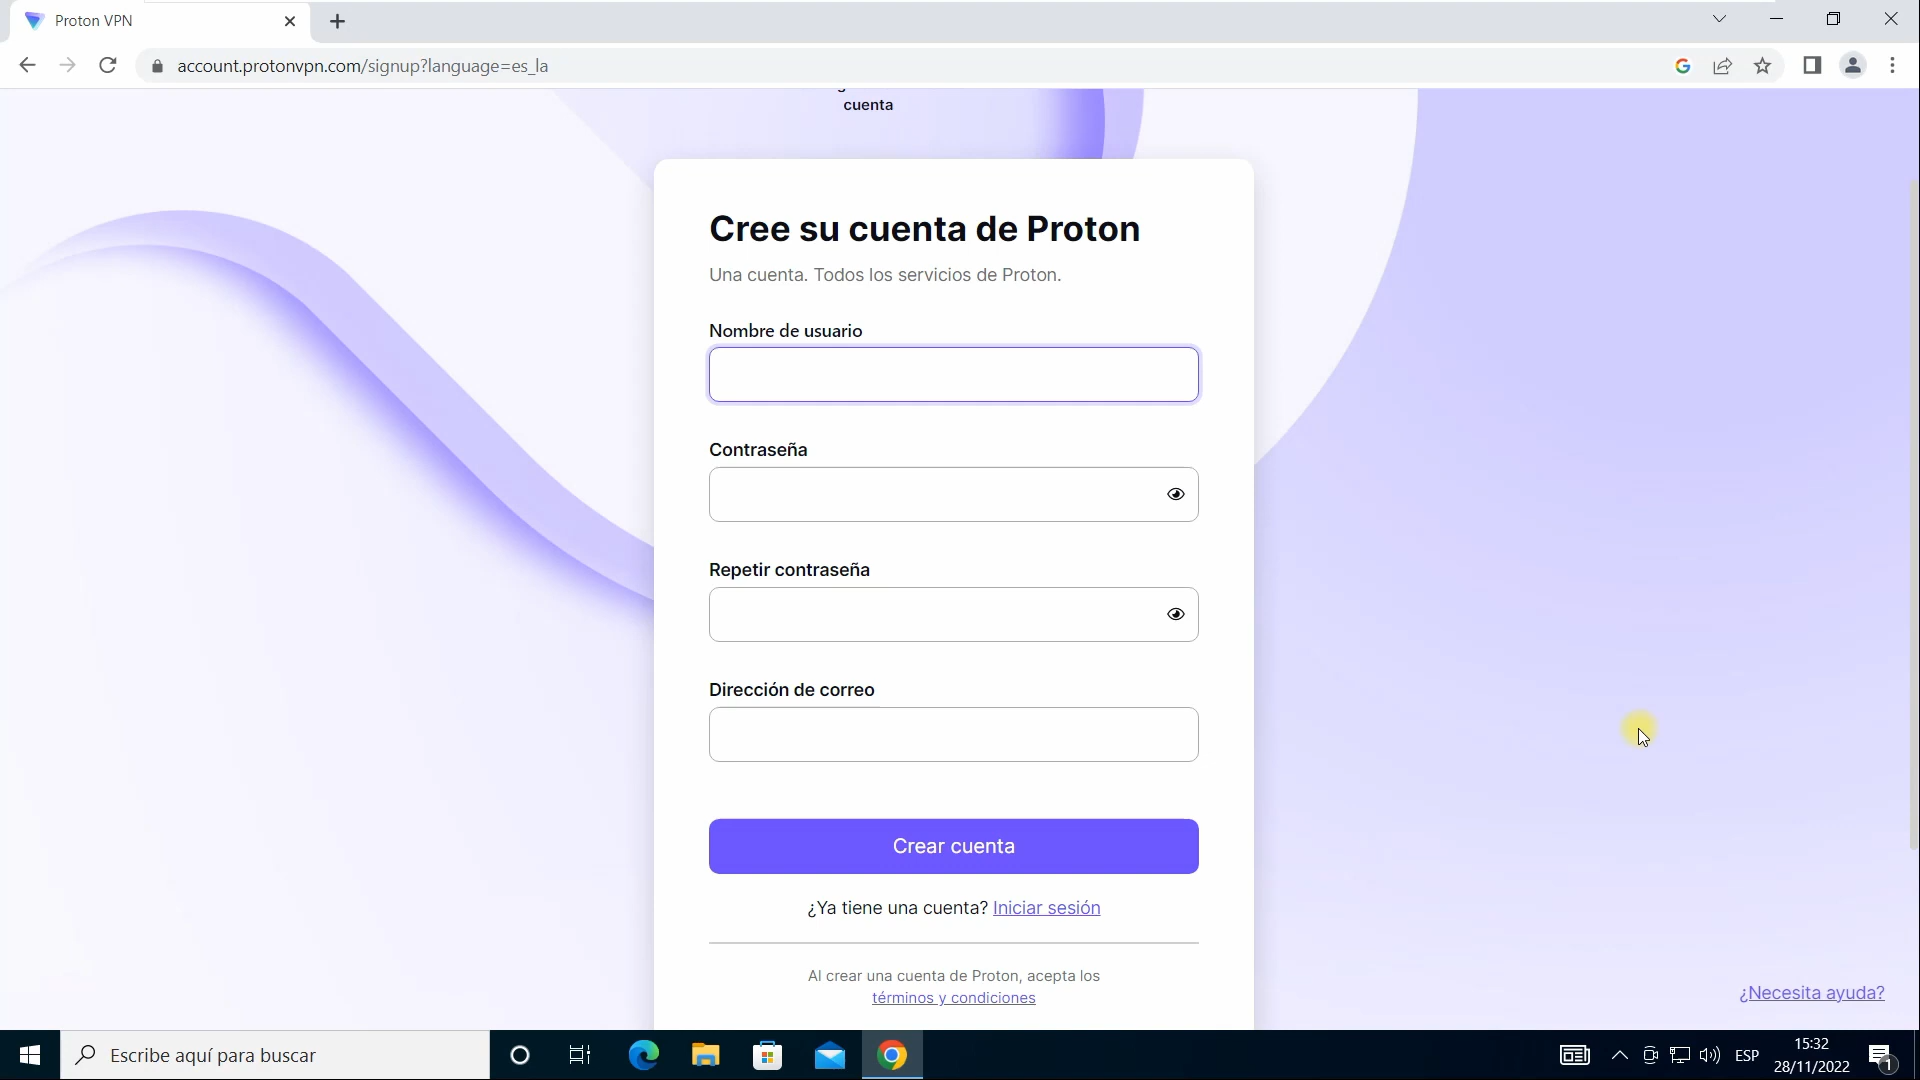 Proton VPN
account.protonvpn.com/signup?language=es_la
cuenta
Cree su cuenta de Proton
Una cuenta. Todos los servicios de Proton.
Nombre de usuario
Contraseña
Repetir contraseña
Dirección de correo
Crear cuenta
¿Ya tiene una cuenta? Iniciar sesión
Al crear una cuenta de Proton, acepta los
términos y condiciones
¿Necesita ayuda?
Escribe aquí para buscar
ESP
15:32
28/11/2022
1